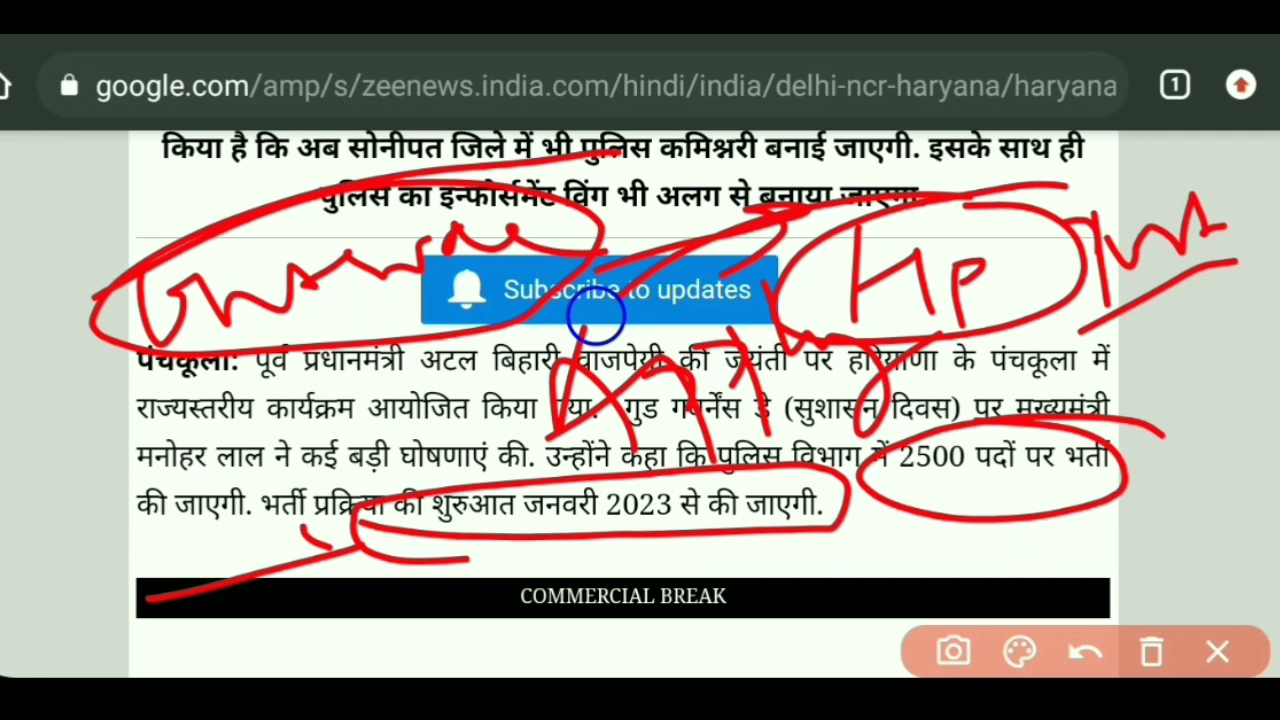 google.com/amp/s/zeenews.india.com/hindi/india/delhi-ncr-haryana/haryana
1
किया है कि अब सोनीपत जिले में भी पुलिस कमिश्नरी बनाई जाएगी. इसके साथ ही
पुलिस का इन्फोर्समेंट विंग भी अलग से बनाया जाएगा.
Subscribe to updates
HP
पंचकूला: पूर्व प्रधानमंत्री अटल बिहारी वाजपेयी की जयंती पर हरियाणा के पंचकूला में
राज्यस्तरीय कार्यक्रम आयोजित किया गया. गुड गवर्नेंस डे (सुशासन दिवस) पर मुख्यमंत्री
मनोहर लाल ने कई बड़ी घोषणाएं की. उन्होंने कहा कि पुलिस विभाग में 2500 पदों पर भर्ती
की जाएगी. भर्ती प्रक्रिया की शुरुआत जनवरी 2023 से की जाएगी.
COMMERCIAL BREAK